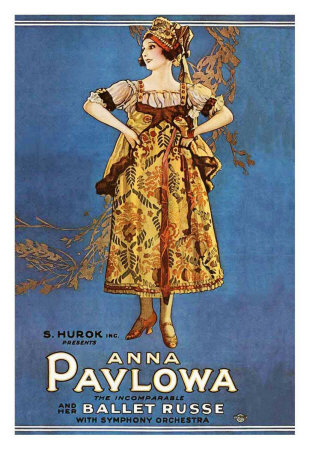 S. HUROK INC.
PRESENTS
ANNA
PAVLOWA
THE INCOMPARABLE
AND HER BALLET RUSSE
WITH SYMPHONY ORCHESTRA